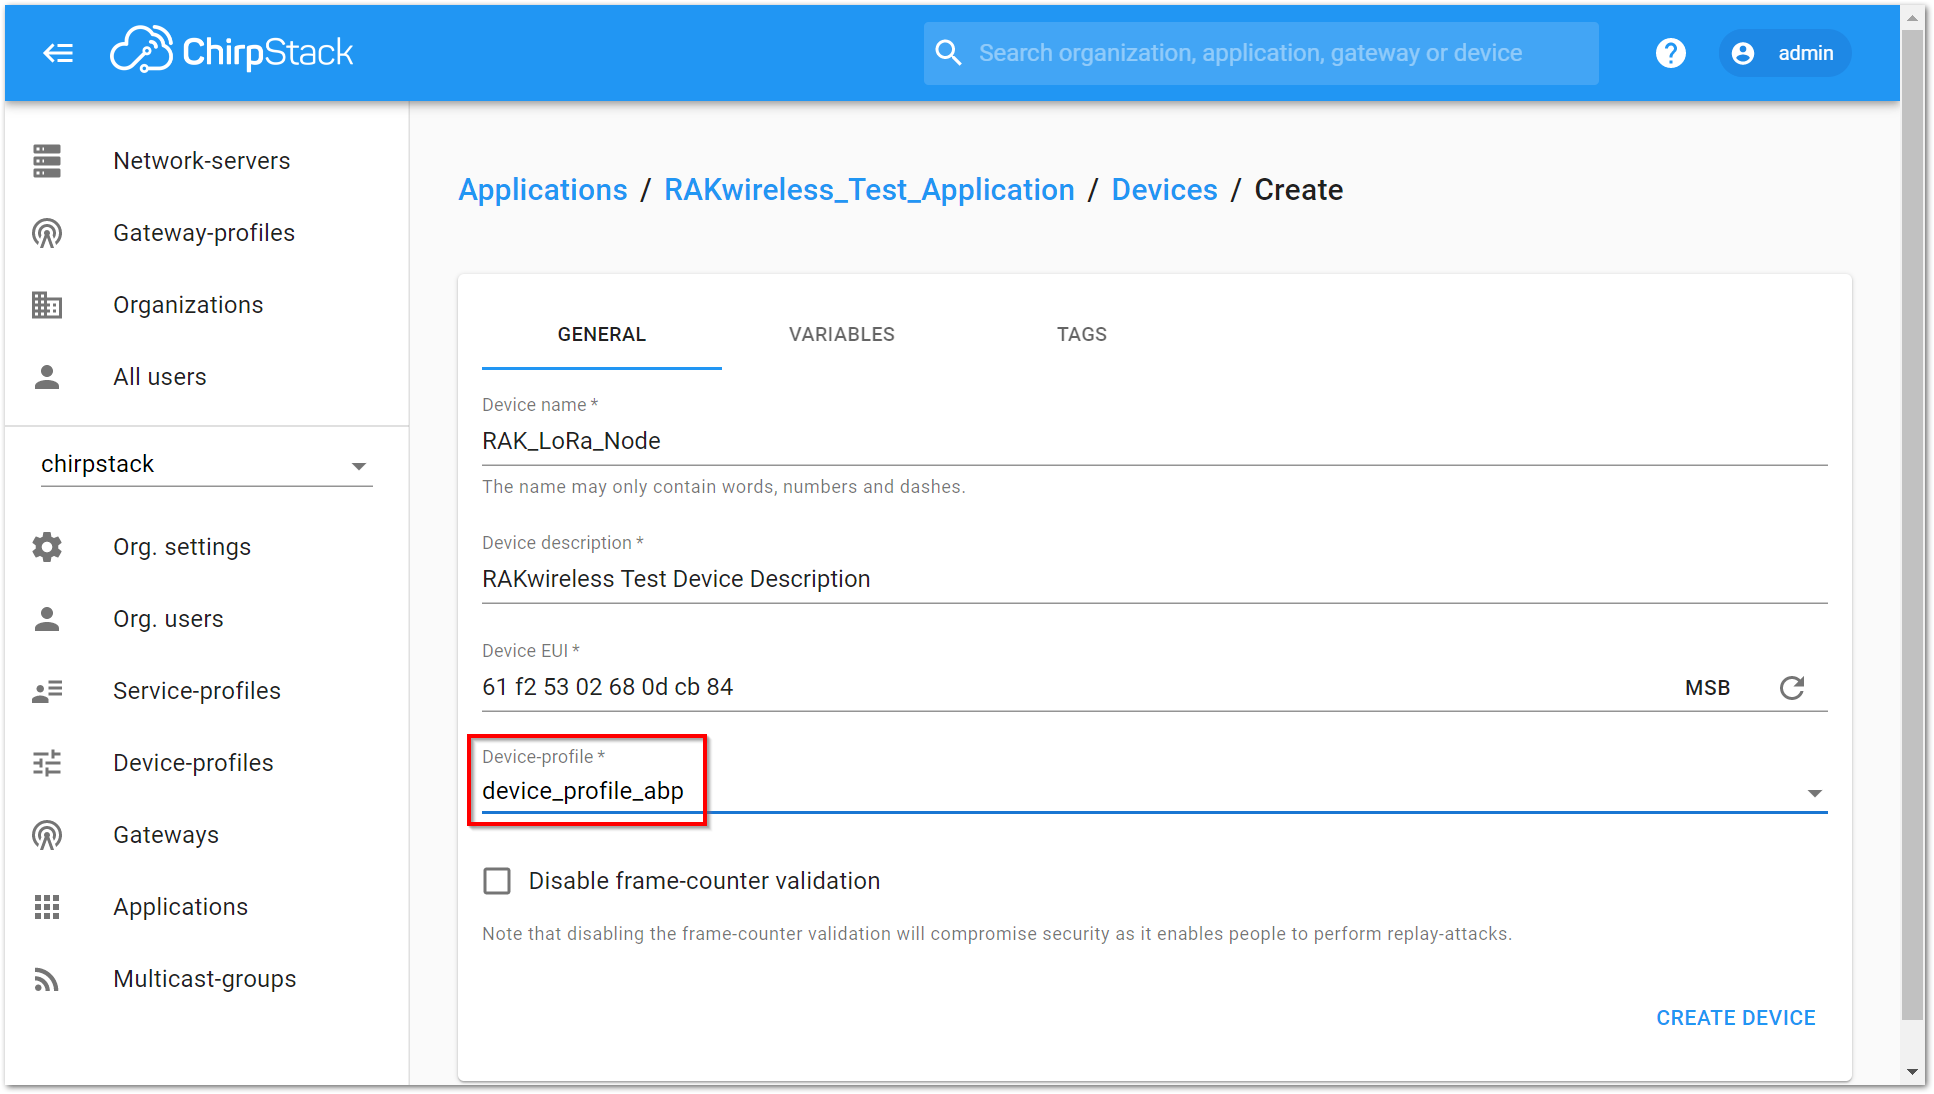 ChirpStack
Search organization, application, gateway or device
?
admin
Network-servers
Gateway-profiles
Organizations
All users
chirpstack
Org. settings
Org. users
Service-profiles
Device-profiles
Gateways
Applications
Multicast-groups
Applications / RAKwireless_Test_Application / Devices / Create
GENERAL VARIABLES TAGS
Device name *
RAK_LoRa_Node
The name may only contain words, numbers and dashes.
Device description *
RAKwireless Test Device Description
Device EUI *
61 f2 53 02 68 0d cb 84 MSB
Device-profile *
device_profile_abp
Disable frame-counter validation
Note that disabling the frame-counter validation will compromise security as it enables people to perform replay-attacks.
CREATE DEVICE